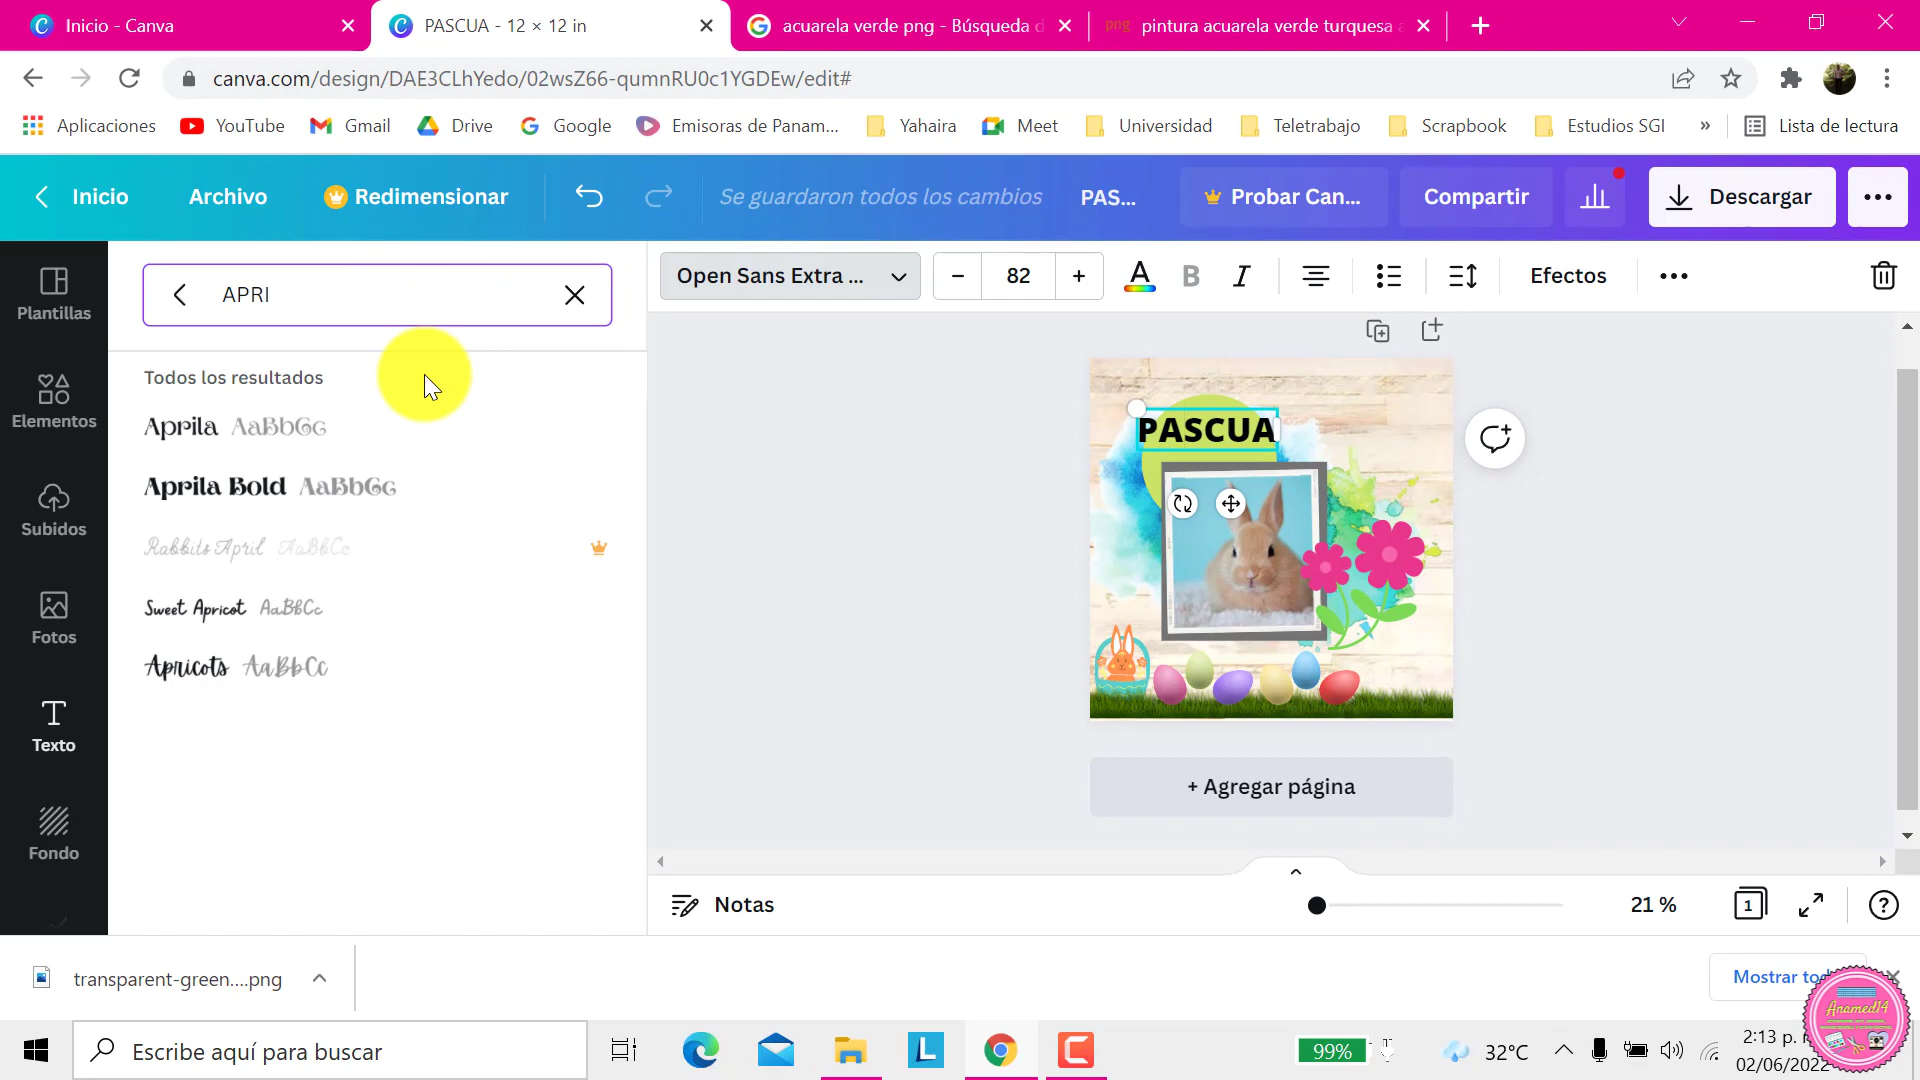 Inicio - Canva
PASCUA - 12 × 12 in
acuarela verde png - Búsqueda d
png pintura acuarela verde turquesa a
canva.com/design/DAE3CLhYedo/02wsZ66-qumnRU0c1YGDEw/edit#
Aplicaciones YouTube Gmail Drive Google Emisoras de Panam... Yahaira Meet Universidad Teletrabajo Scrapbook Estudios SGI » Lista de lectura
Inicio Archivo Redimensionar Se guardaron todos los cambios PAS... Probar Can... Compartir Descargar
Plantillas
Elementos
Subidos
Fotos
Texto
Fondo
APRI
Todos los resultados
Aprila AaBbCc
Aprila Bold AaBbCc
Rabbits April AaBbCc
Sweet Apricot AaBbCc
Apricots AaBbCc
Open Sans Extra ... − 82 + A B I Efectos
PASCUA
+ Agregar página
Notas
21 %
1
?
transparent-green....png
Mostrar to
Anamed14
Escribe aquí para buscar
L
99%
32°C
2:13 p.
02/06/2022